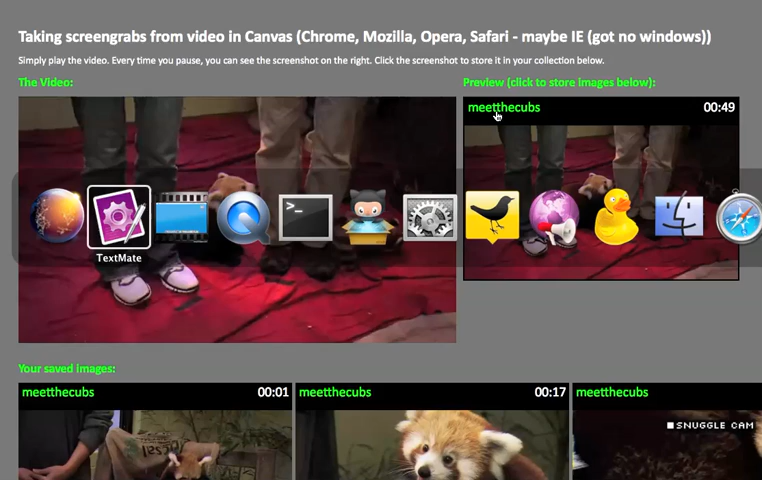 Taking screengrabs from video in Canvas (Chrome, Mozilla, Opera, Safari - maybe IE (got no windows))
Simply play the video. Every time you pause, you can see the screenshot on the right. Click the screenshot to store it in your collection below.
The Video:
Preview (click to store images below):
meetthecubs 00:49
>_
TextMate
Your saved images:
meetthecubs 00:01
meetthecubs 00:17
meetthecubs
SNUGGLE CAM